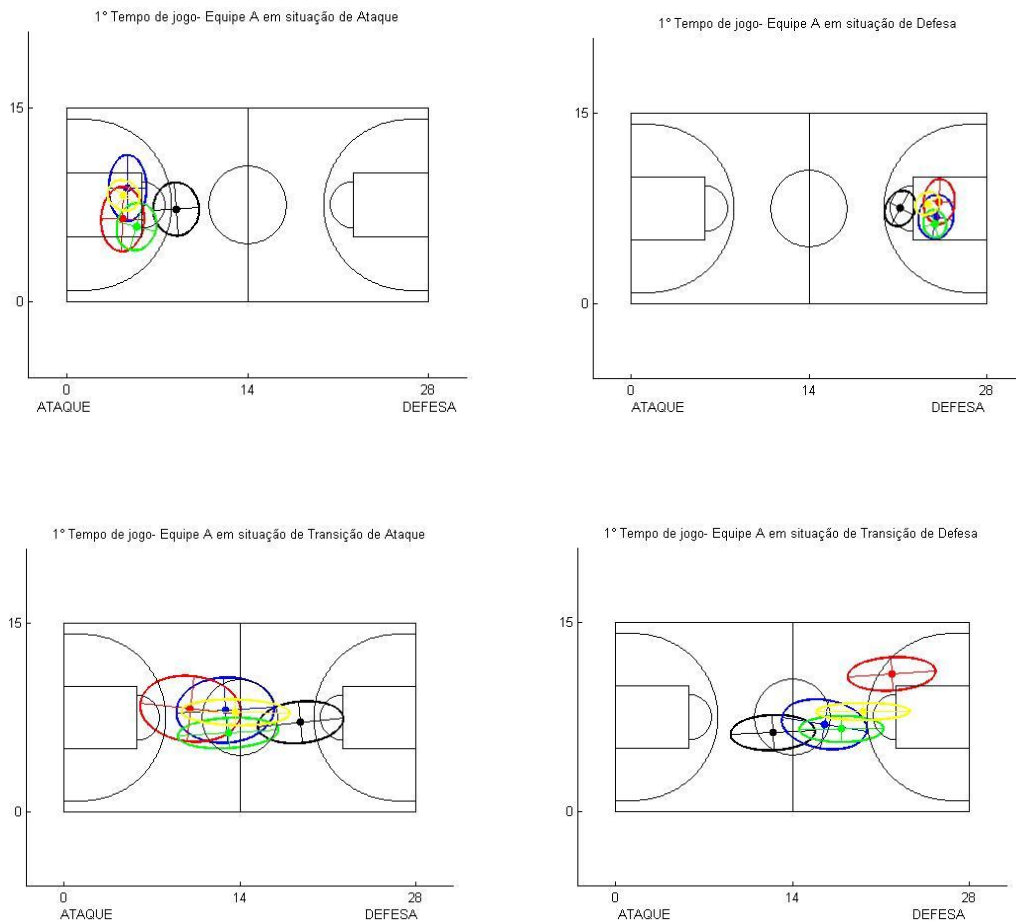 1° Tempo de jogo- Equipe A em situação de Ataque
15
0
0 14 28
ATAQUE DEFESA
1° Tempo de jogo- Equipe A em situação de Defesa
15
0
0 14 28
ATAQUE DEFESA
1° Tempo de jogo- Equipe A em situação de Transição de Ataque
15
0
0 14 28
ATAQUE DEFESA
1° Tempo de jogo- Equipe A em situação de Transição de Defesa
15
0
0 14 28
ATAQUE DEFESA